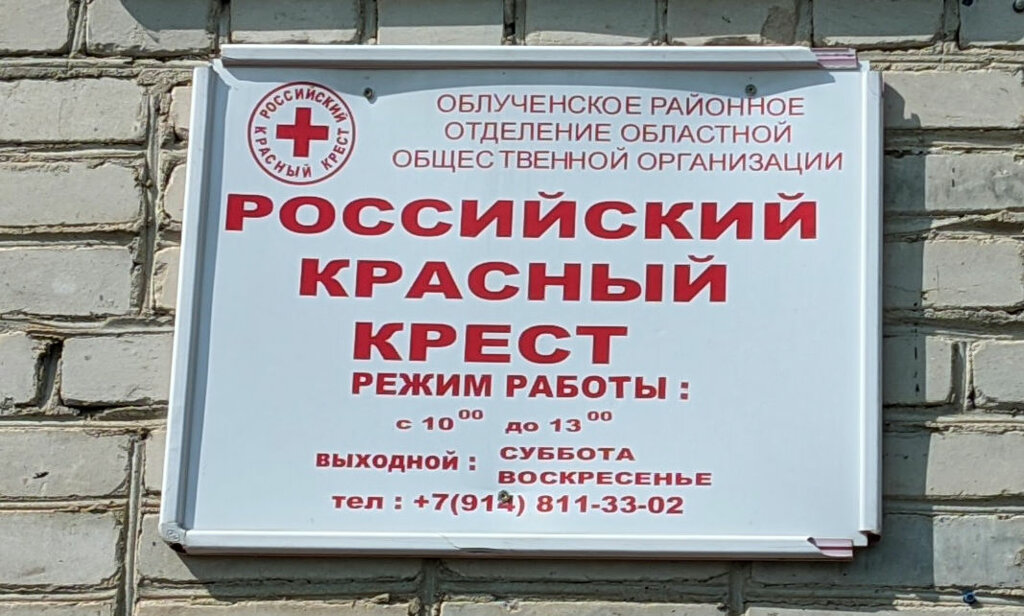 РОССИЙСКИЙ
КРАСНЫЙ КРЕСТ
ОБЛУЧЕНСКОЕ РАЙОННОЕ
ОТДЕЛЕНИЕ ОБЛАСТНОЙ
ОБЩЕСТВЕННОЙ ОРГАНИЗАЦИИ
РОССИЙСКИЙ
КРАСНЫЙ
КРЕСТ
РЕЖИМ РАБОТЫ :
с 10⁰⁰ до 13⁰⁰
ВЫХОДНОЙ : СУББОТА
ВОСКРЕСЕНЬЕ
тел : +7(914) 811-33-02